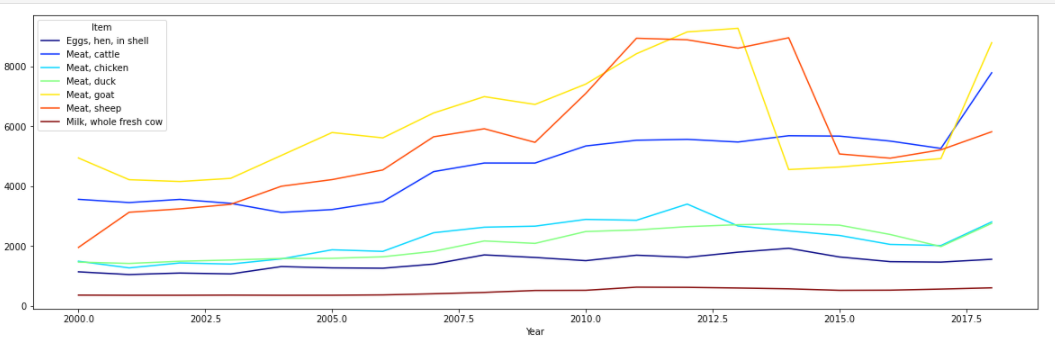 Item
Eggs, hen, in shell
Meat, cattle
Meat, chicken
Meat, duck
Meat, goat
Meat, sheep
Milk, whole fresh cow
8000
6000
4000
2000
0
2000.0 2002.5 2005.0 2007.5 2010.0 2012.5 2015.0 2017.5
Year